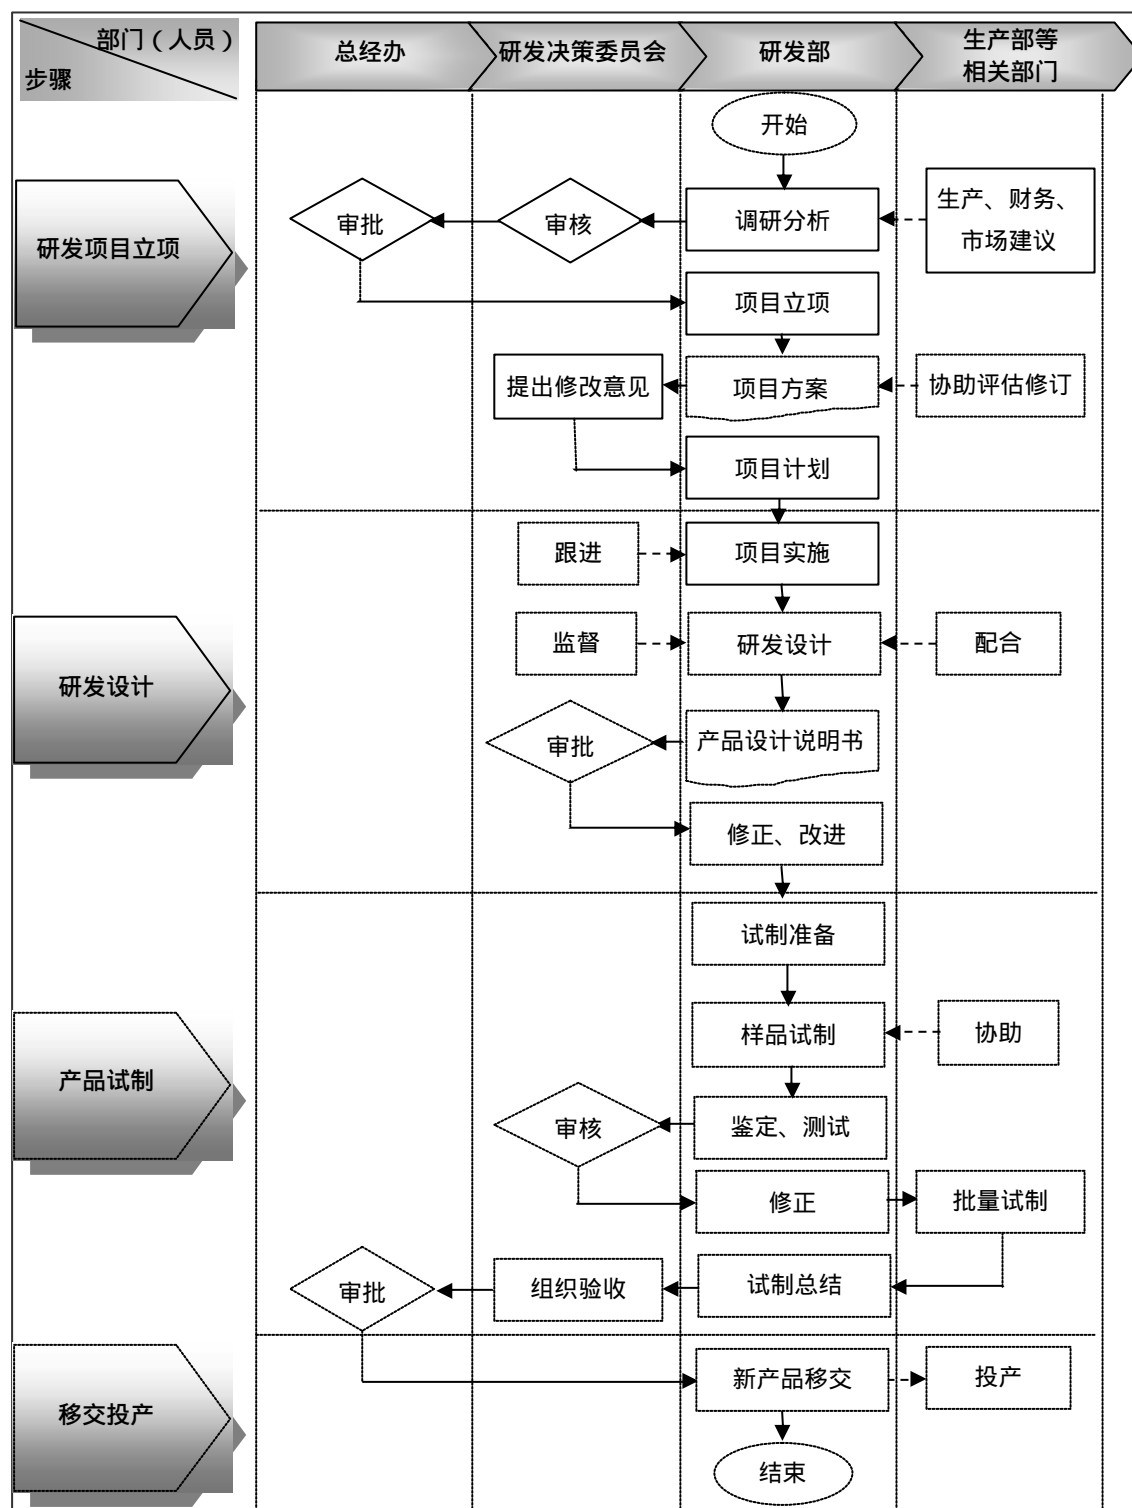 部门（人员）
步骤
总经办
研发决策委员会
研发部
生产部等
相关部门
开始
研发项目立项
审批
审核
调研分析
生产、财务、
市场建议
项目立项
提出修改意见
项目方案
协助评估修订
项目计划
跟进
项目实施
研发设计
监督
研发设计
配合
审批
产品设计说明书
修正、改进
试制准备
产品试制
样品试制
协助
审核
鉴定、测试
修正
批量试制
审批
组织验收
试制总结
移交投产
新产品移交
投产
结束